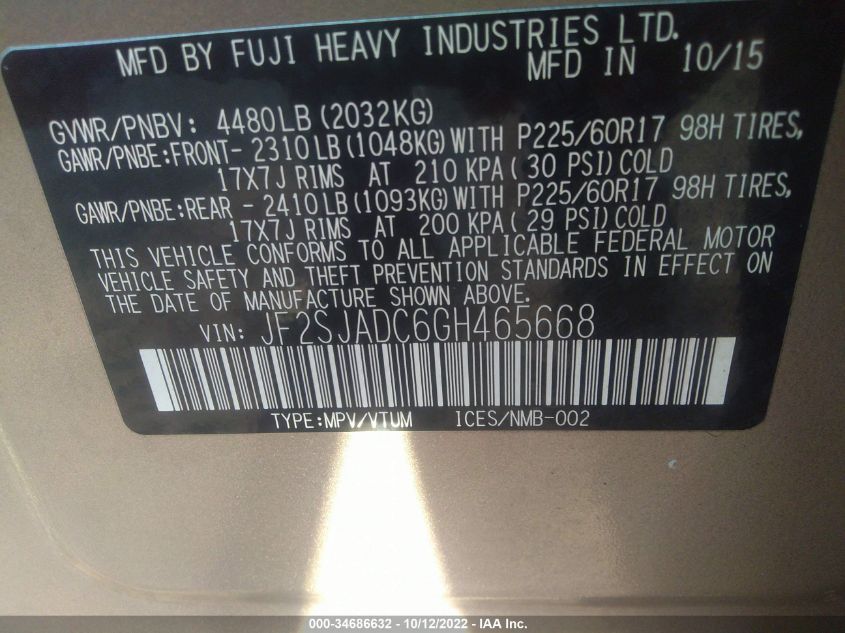 MFD BY FUJI HEAVY INDUSTRIES LTD.
MFD IN 10/15
GVWR/PNBV: 4480LB (2032KG)
GAWR/PNBE:FRONT- 2310LB (1048KG) WITH P225/60R17 98H TIRES,
17X7J RIMS AT 210 KPA( 30 PSI) COLD
GAWR/PNBE:REAR - 2410LB (1093KG) WITH P225/60R17 98H TIRES,
17X7J RIMS AT 200 KPA( 29 PSI) COLD
THIS VEHICLE CONFORMS TO ALL APPLICABLE FEDERAL MOTOR
VEHICLE SAFETY AND THEFT PREVENTION STANDARDS IN EFFECT ON
THE DATE OF MANUFACTURE SHOWN ABOVE.
VIN: JF2SJADC6GH465668
TYPE:MPV/VTUM ICES/NMB-002
000-34686632 - 10/12/2022 - IAA Inc.